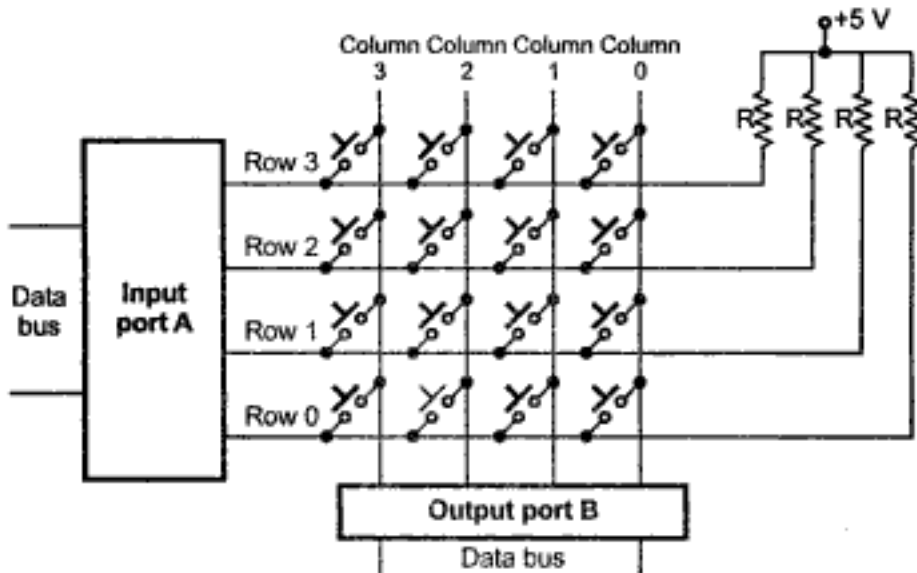 +5 V
Column Column Column Column
3 2 1 0
R R R R
Row 3
Row 2
Data
bus
Input
port A
Row 1
Row 0
Output port B
Data bus